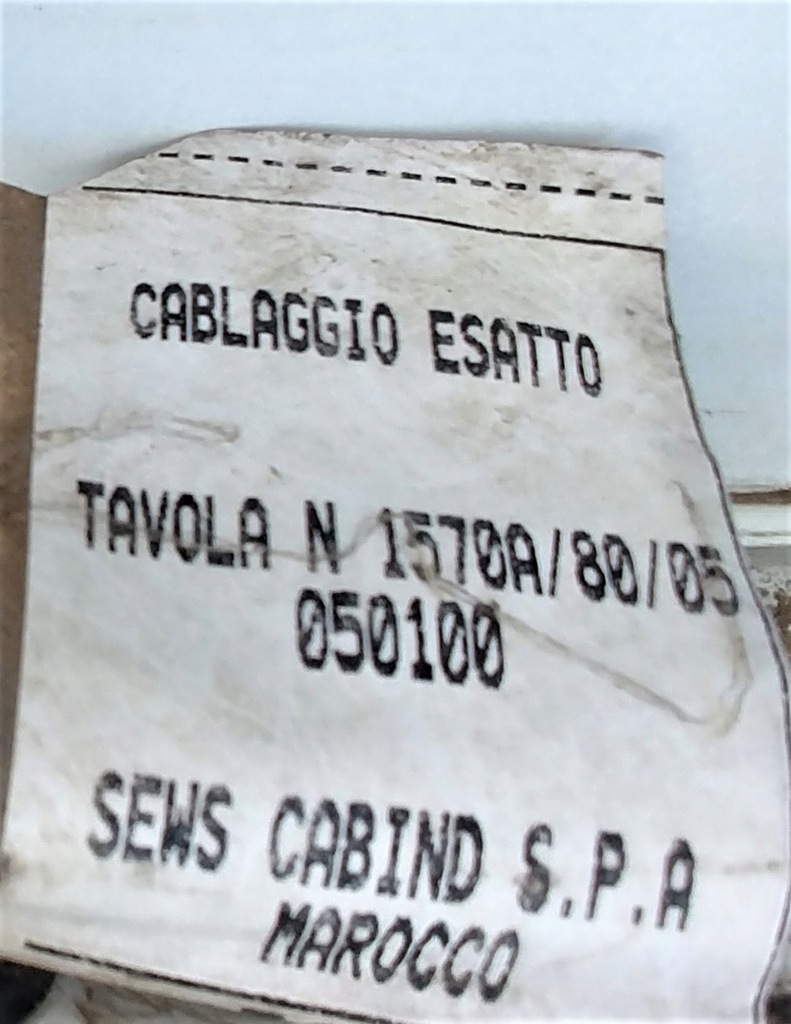 CABLAGGIO ESATTO
TAVOLA N 1570A/80/05
050100
SEWS CABIND S.P.A
MAROCCO